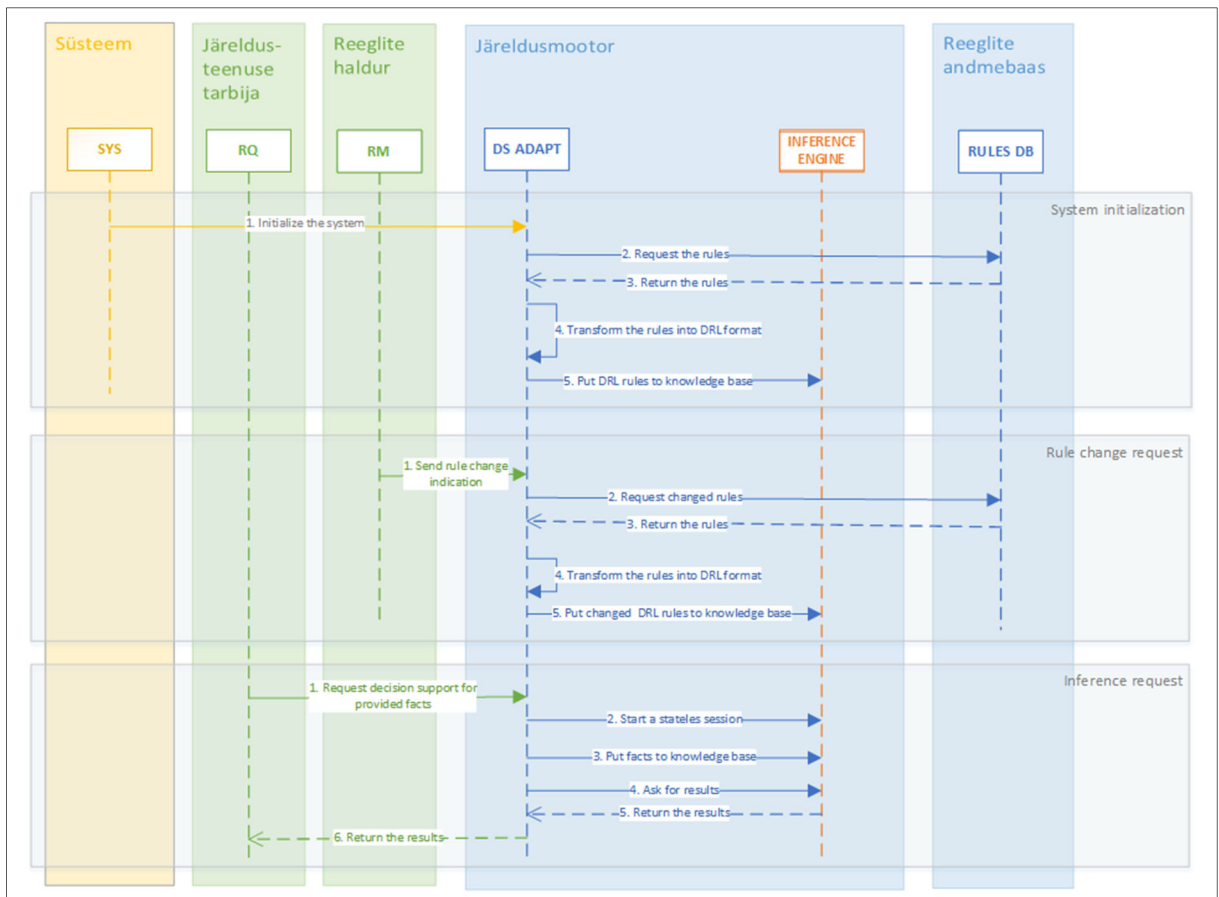 Süsteem
Järeldus-
teenuse
tarbija
Reeglite
haldur
Järeldusmootor
Reeglite
andmebaas
SYS
RQ
RM
DS ADAPT
INFERENCE
ENGINE
RULES DB
System initialization
1. Initialize the system
2. Request the rules
3. Return the rules
4. Transform the rules into DRL format
5. Put DRL rules to knowledge base
Rule change request
1. Send rule change
indication
2. Request changed rules
3. Return the rules
4. Transform the rules into DRL format
5. Put changed DRL rules to knowledge base
Inference request
1. Request decision support for
provided facts
2. Start a stateles session
3. Put facts to knowledge base
4. Ask for results
5. Return the results
6. Return the results